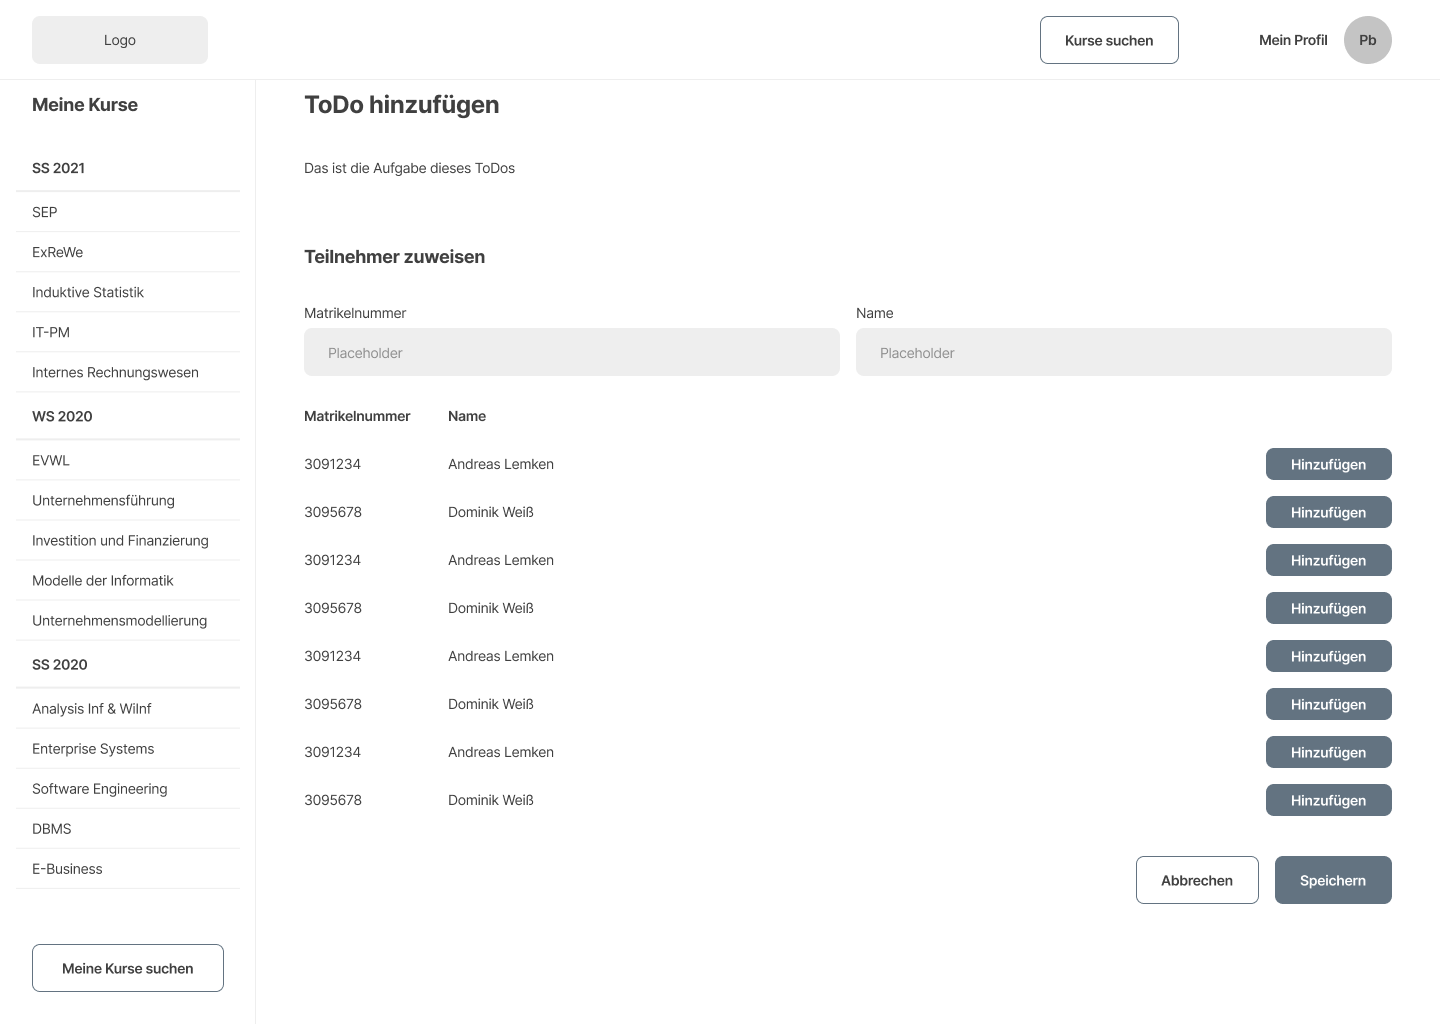 Logo
Kurse suchen
Mein Profil
Pb
Meine Kurse
SS 2021
SEP
ExReWe
Induktive Statistik
IT-PM
Internes Rechnungswesen
WS 2020
EVWL
Unternehmensführung
Investition und Finanzierung
Modelle der Informatik
Unternehmensmodellierung
SS 2020
Analysis Inf & WiInf
Enterprise Systems
Software Engineering
DBMS
E-Business
Meine Kurse suchen
ToDo hinzufügen
Das ist die Aufgabe dieses ToDos
Teilnehmer zuweisen
Matrikelnummer
Placeholder
Name
Placeholder
Matrikelnummer Name
3091234 Andreas Lemken Hinzufügen
3095678 Dominik Weiß Hinzufügen
3091234 Andreas Lemken Hinzufügen
3095678 Dominik Weiß Hinzufügen
3091234 Andreas Lemken Hinzufügen
3095678 Dominik Weiß Hinzufügen
3091234 Andreas Lemken Hinzufügen
3095678 Dominik Weiß Hinzufügen
Abbrechen
Speichern